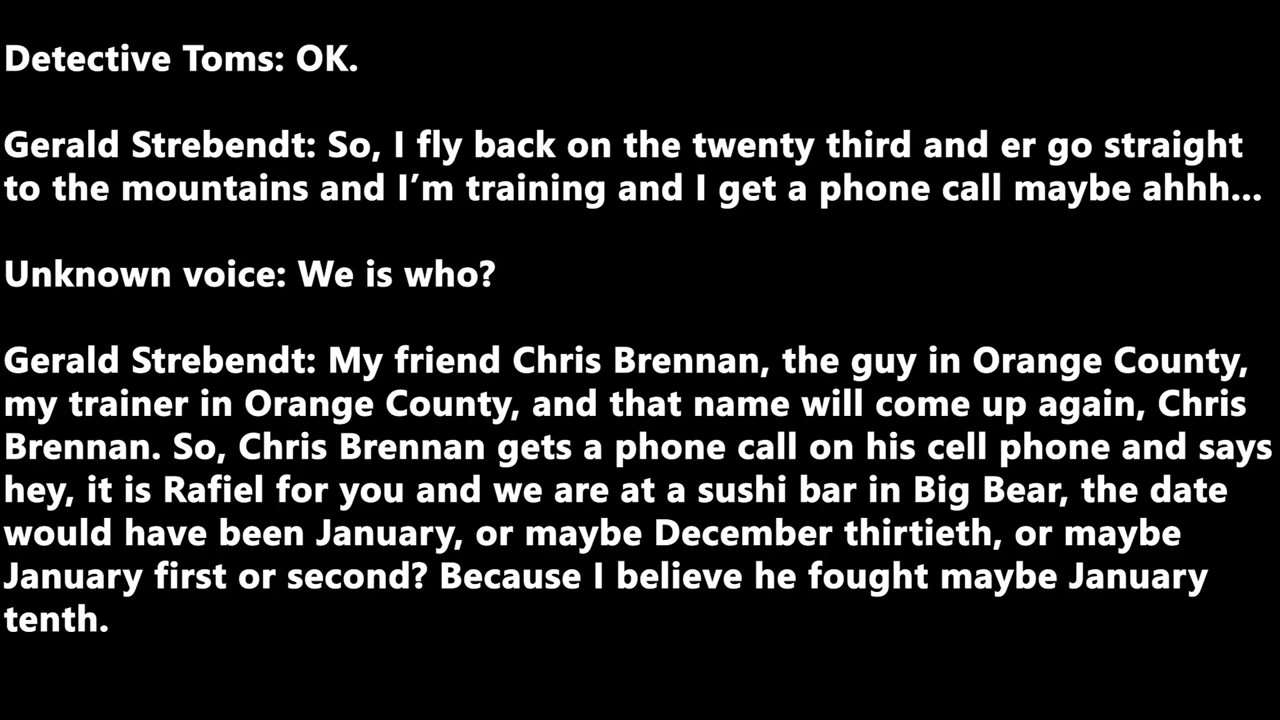 Detective Toms: OK.
Gerald Strebendt: So, I fly back on the twenty third and er go straight
to the mountains and I’m training and I get a phone call maybe ahhh...
Unknown voice: We is who?
Gerald Strebendt: My friend Chris Brennan, the guy in Orange County,
my trainer in Orange County, and that name will come up again, Chris
Brennan. So, Chris Brennan gets a phone call on his cell phone and says
hey, it is Rafiel for you and we are at a sushi bar in Big Bear, the date
would have been January, or maybe December thirtieth, or maybe
January first or second? Because I believe he fought maybe January
tenth.